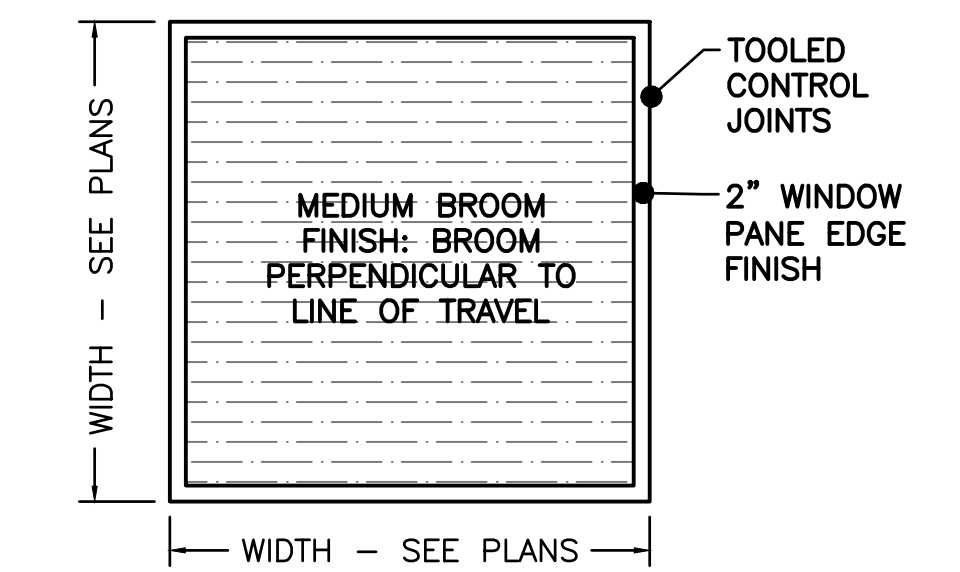 TOOLED
CONTROL
JOINTS
2” WINDOW
PANE EDGE
FINISH
MEDIUM BROOM
FINISH: BROOM
PERPENDICULAR TO
LINE OF TRAVEL
WIDTH – SEE PLANS
WIDTH – SEE PLANS